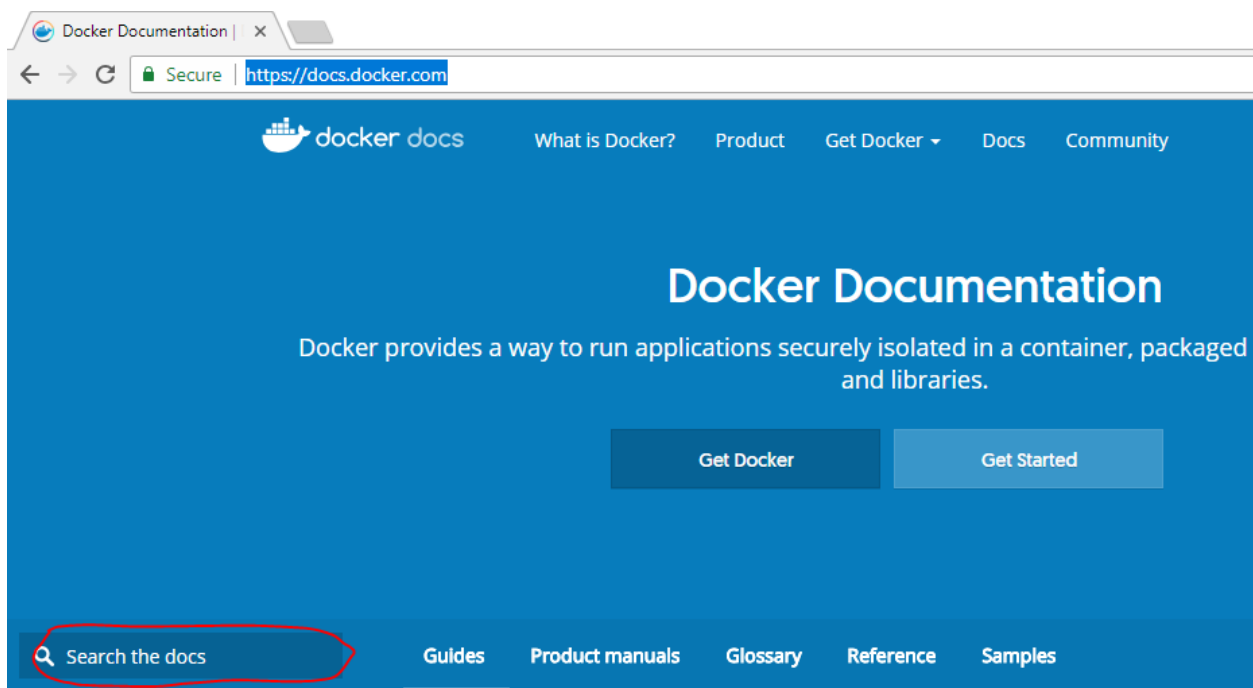 Docker Documentation |
Secure | https://docs.docker.com
docker docs What is Docker? Product Get Docker Docs Community
Docker Documentation
Docker provides a way to run applications securely isolated in a container, packaged
and libraries.
Get Docker Get Started
Search the docs Guides Product manuals Glossary Reference Samples